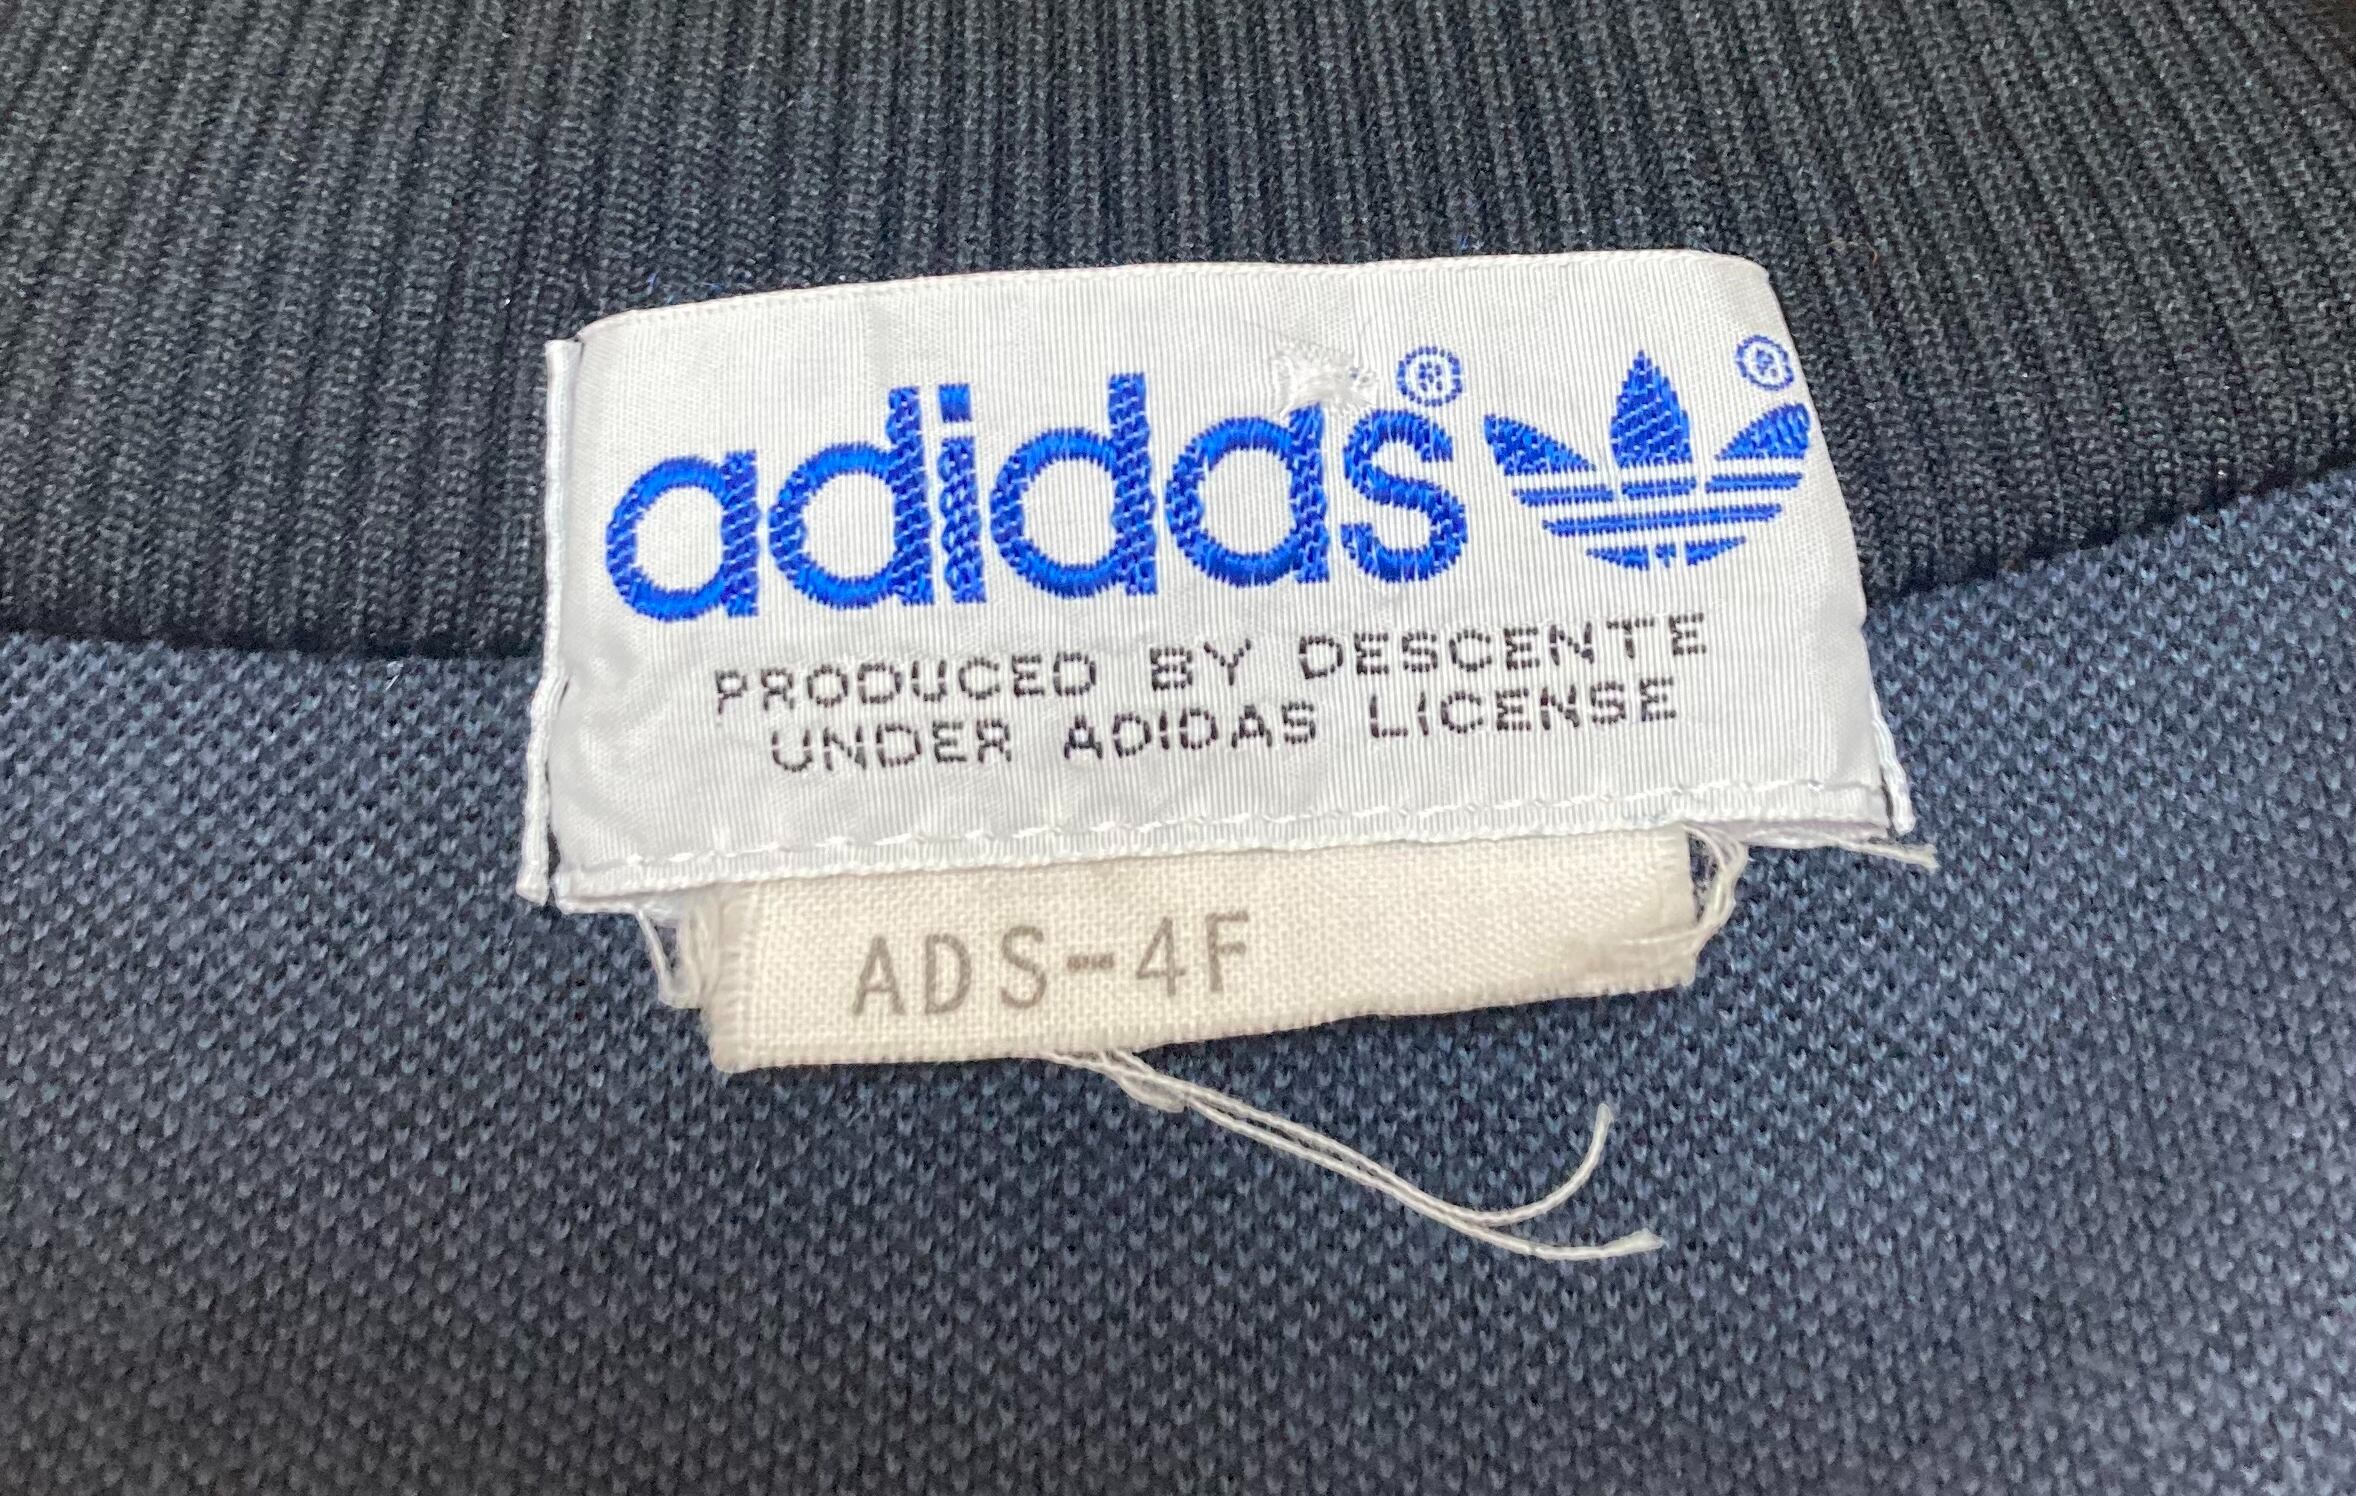 adidas® ®
PRODUCED BY DESCENTE
UNDER ADIDAS LICENSE
ADS-4F